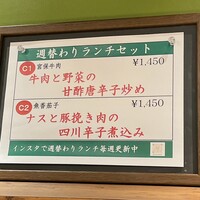 週替わりランチセット
C1 宮保牛肉 ¥1,450
牛肉と野菜の
甘酢唐辛子炒め
C2 魚香茄子 ¥1,450
ナスと豚挽き肉の
四川辛子煮込み
インスタで週替わりランチ毎週更新中